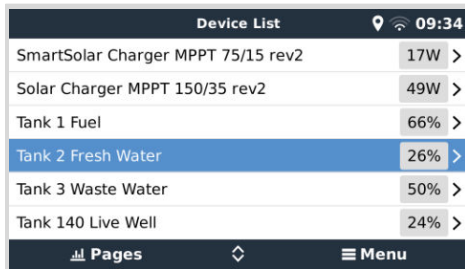 Device List 09:34
SmartSolar Charger MPPT 75/15 rev2 17W
Solar Charger MPPT 150/35 rev2 49W
Tank 1 Fuel 66%
Tank 2 Fresh Water 26%
Tank 3 Waste Water 50%
Tank 140 Live Well 24%
Pages Menu